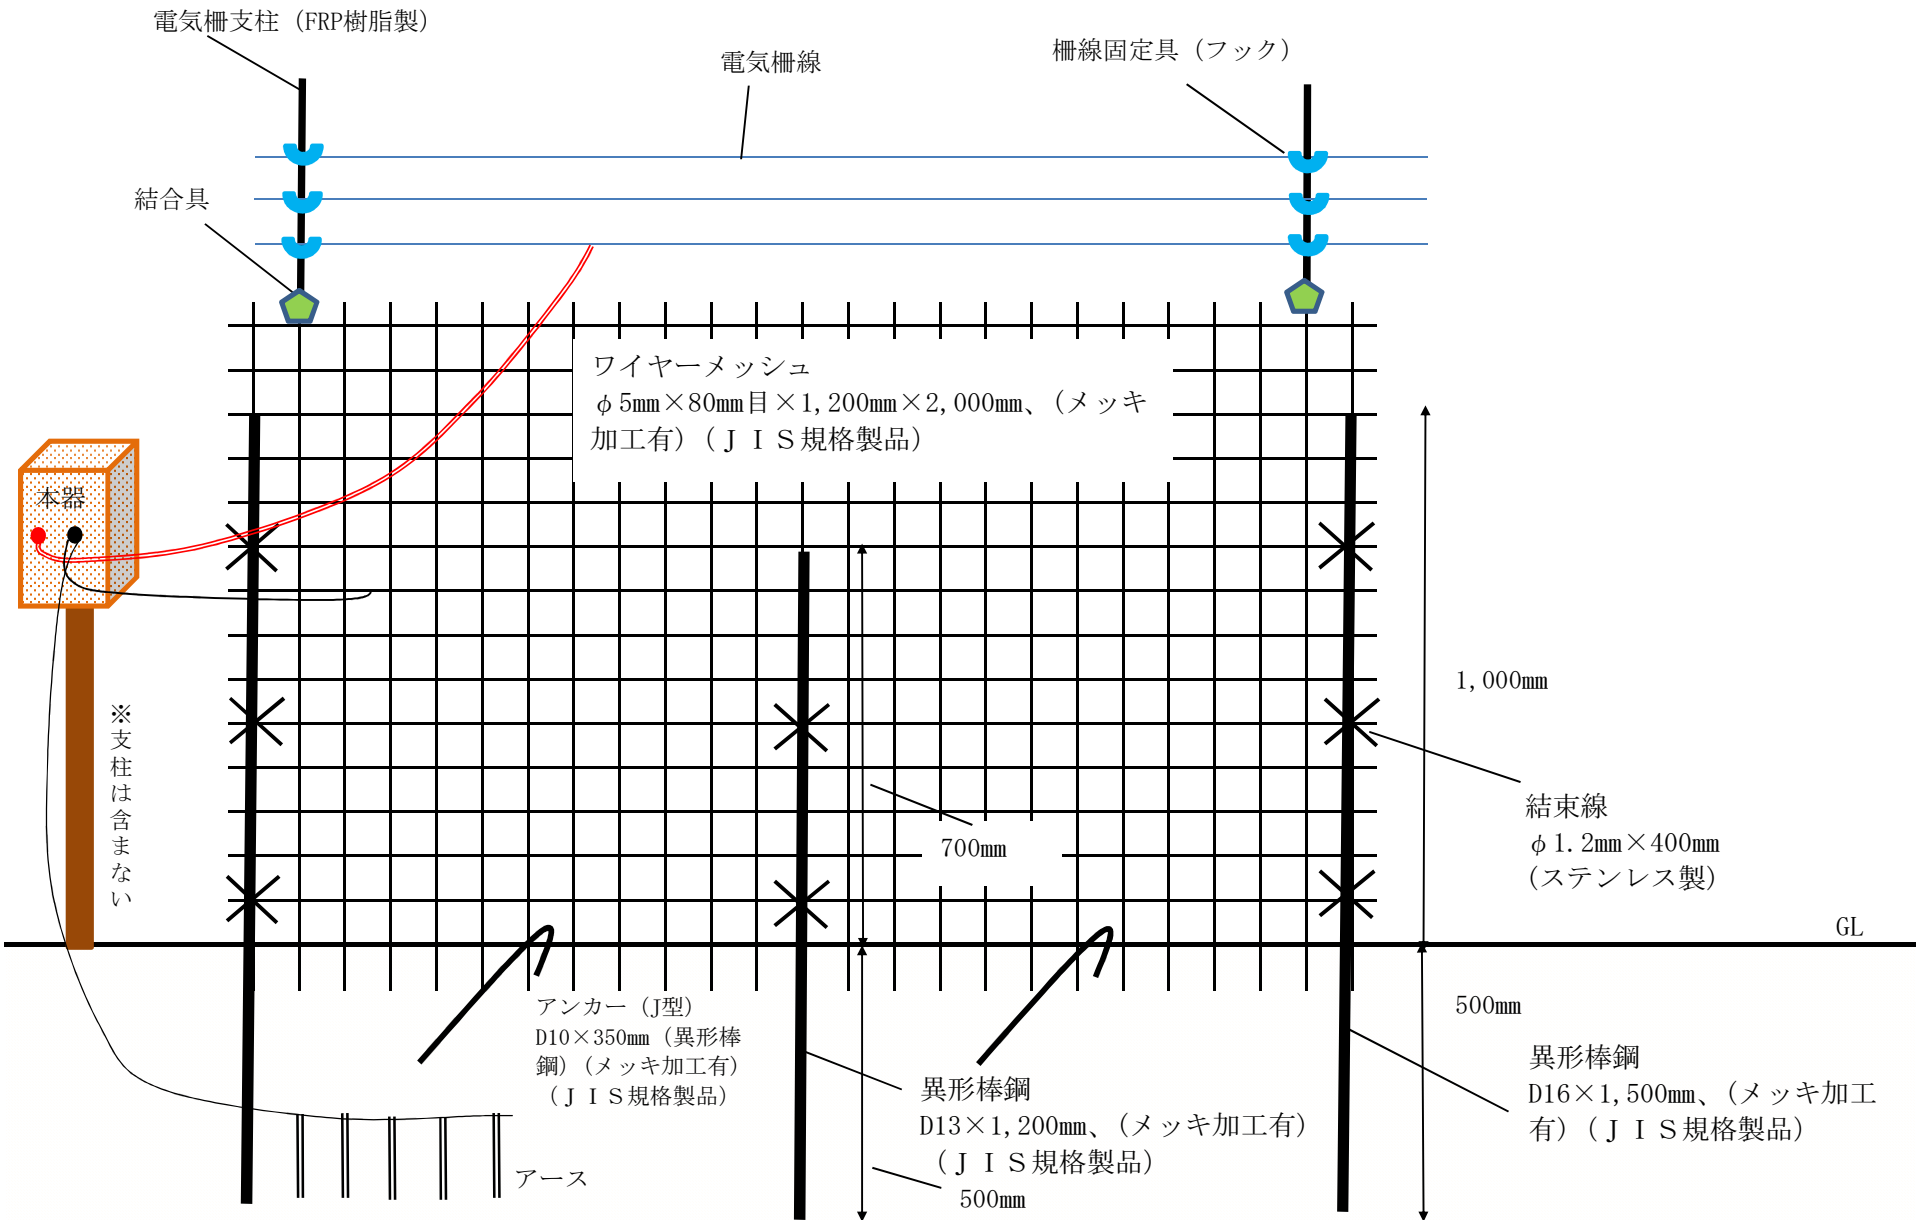 電気柵支柱（FRP樹脂製）
電気柵線
柵線固定具（フック）
結合具
ワイヤーメッシュ
φ5mm×80mm目×1,200mm×2,000mm、（メッキ
加工有）（ＪＩＳ規格製品）
本器
※支柱は含まない
1,000mm
700mm
結束線
φ1.2mm×400mm
（ステンレス製）
GL
500mm
アンカー（J型）
D10×350mm（異形棒
鋼）（メッキ加工有）
（ＪＩＳ規格製品）
異形棒鋼
D13×1,200mm、（メッキ加工有）
（ＪＩＳ規格製品）
500mm
異形棒鋼
D16×1,500mm、（メッキ加工
有）（ＪＩＳ規格製品）
アース